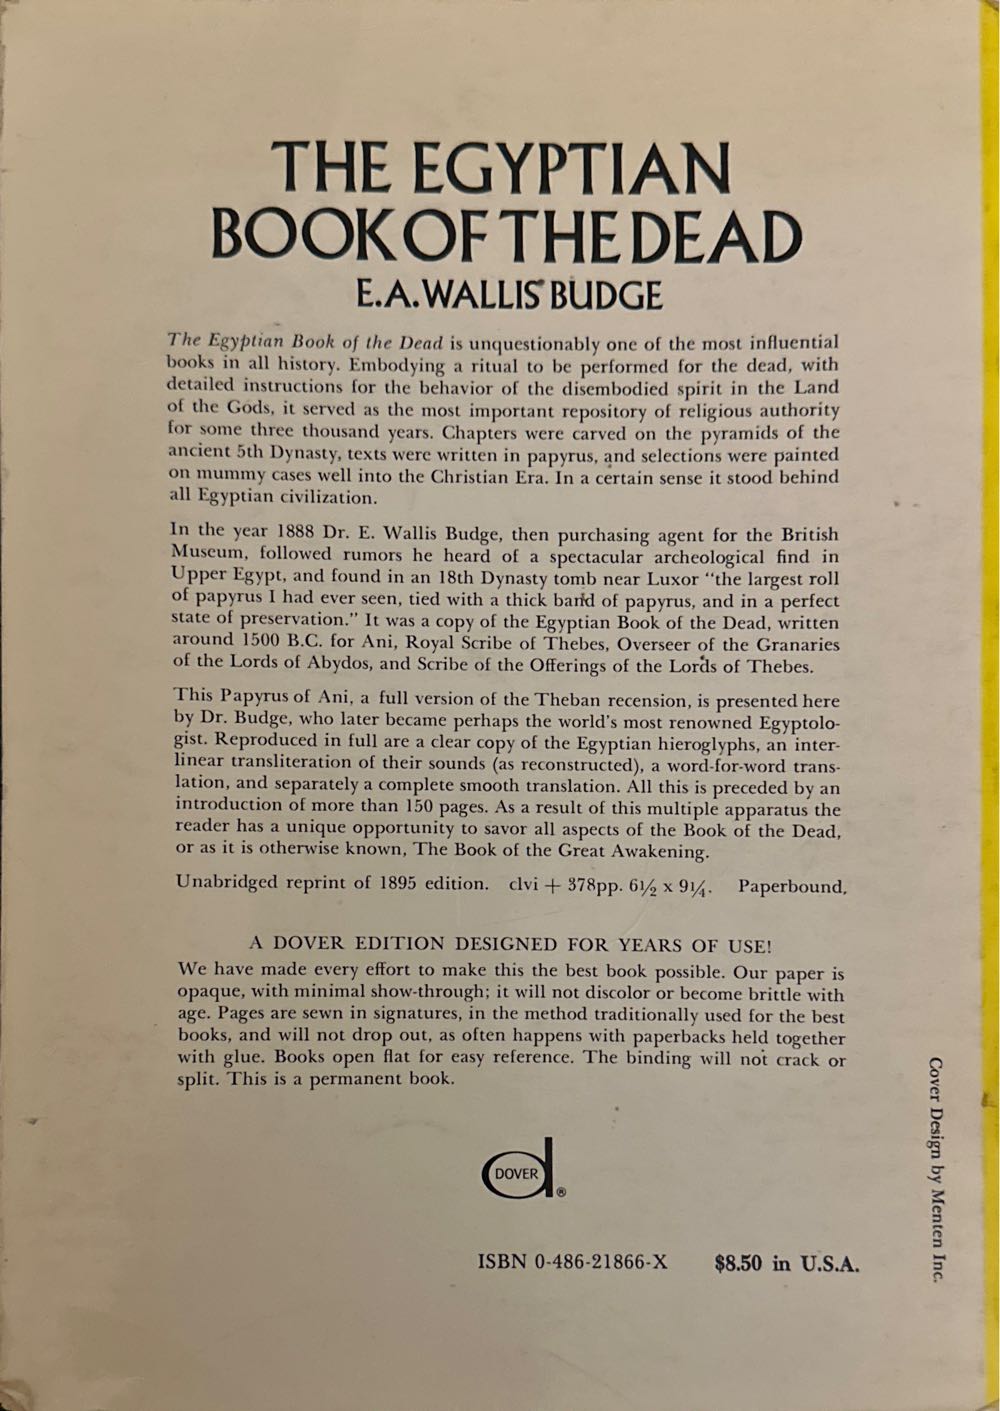 THE EGYPTIAN
BOOK OF THE DEAD
E.A. WALLIS BUDGE
The Egyptian Book of the Dead is unquestionably one of the most influential
books in all history. Embodying a ritual to be performed for the dead, with
detailed instructions for the behavior of the disembodied spirit in the Land
of the Gods, it served as the most important repository of religious authority
for some three thousand years. Chapters were carved on the pyramids of the
ancient 5th Dynasty, texts were written in papyrus, and selections were painted
on mummy cases well into the Christian Era. In a certain sense it stood behind
all Egyptian civilization.
In the year 1888 Dr. E. Wallis Budge, then purchasing agent for the British
Museum, followed rumors he heard of a spectacular archeological find in
Upper Egypt, and found in an 18th Dynasty tomb near Luxor "the largest roll
of papyrus I had ever seen, tied with a thick band of papyrus, and in a perfect
state of preservation." It was a copy of the Egyptian Book of the Dead, written
around 1500 B.C. for Ani, Royal Scribe of Thebes, Overseer of the Granaries
of the Lords of Abydos, and Scribe of the Offerings of the Lords of Thebes.
This Papyrus of Ani, a full version of the Theban recension, is presented here
by Dr. Budge, who later became perhaps the world's most renowned Egyptolo-
gist. Reproduced in full are a clear copy of the Egyptian hieroglyphs, an inter-
linear transliteration of their sounds (as reconstructed), a word-for-word trans-
lation, and separately a complete smooth translation. All this is preceded by an
introduction of more than 150 pages. As a result of this multiple apparatus the
reader has a unique opportunity to savor all aspects of the Book of the Dead,
or as it is otherwise known, The Book of the Great Awakening.
Unabridged reprint of 1895 edition. clvi + 378pp. 6½ x 9¼. Paperbound.
A DOVER EDITION DESIGNED FOR YEARS OF USE!
We have made every effort to make this the best book possible. Our paper is
opaque, with minimal show-through; it will not discolor or become brittle with
age. Pages are sewn in signatures, in the method traditionally used for the best
books, and will not drop out, as often happens with paperbacks held together
with glue. Books open flat for easy reference. The binding will not crack or
split. This is a permanent book.
Cover Design by Menten Inc.
DOVER ®
ISBN 0-486-21866-X $8.50 in U.S.A.